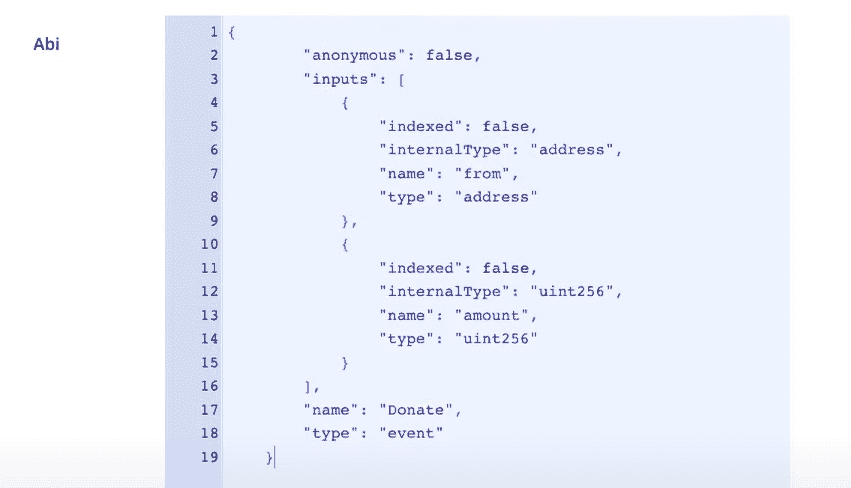 Abi
1 {
2 "anonymous": false,
3 "inputs": [
4 {
5 "indexed": false,
6 "internalType": "address",
7 "name": "from",
8 "type": "address"
9 },
10 {
11 "indexed": false,
12 "internalType": "uint256",
13 "name": "amount",
14 "type": "uint256"
15 }
16 ],
17 "name": "Donate",
18 "type": "event"
19 }